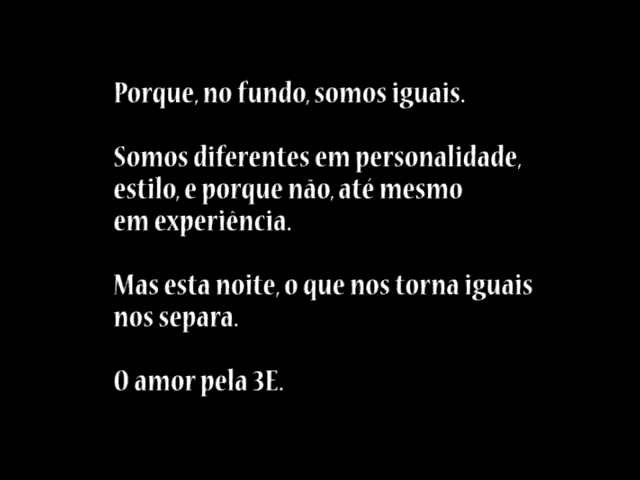 Porque, no fundo, somos iguais.
Somos diferentes em personalidade,
estilo, e porque não, até mesmo
em experiência.
Mas esta noite, o que nos torna iguais
nos separa.
O amor pela 3E.